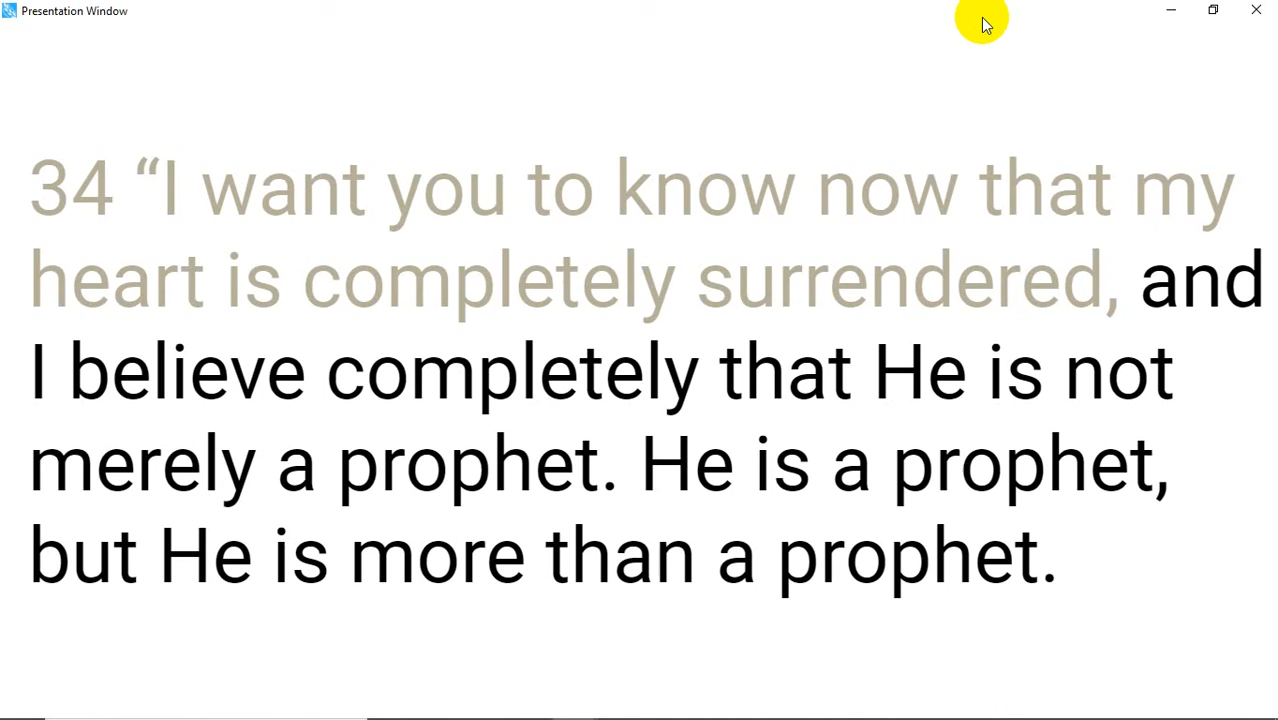 Presentation Window
34 “I want you to know now that my
heart is completely surrendered, and
I believe completely that He is not
merely a prophet. He is a prophet,
but He is more than a prophet.